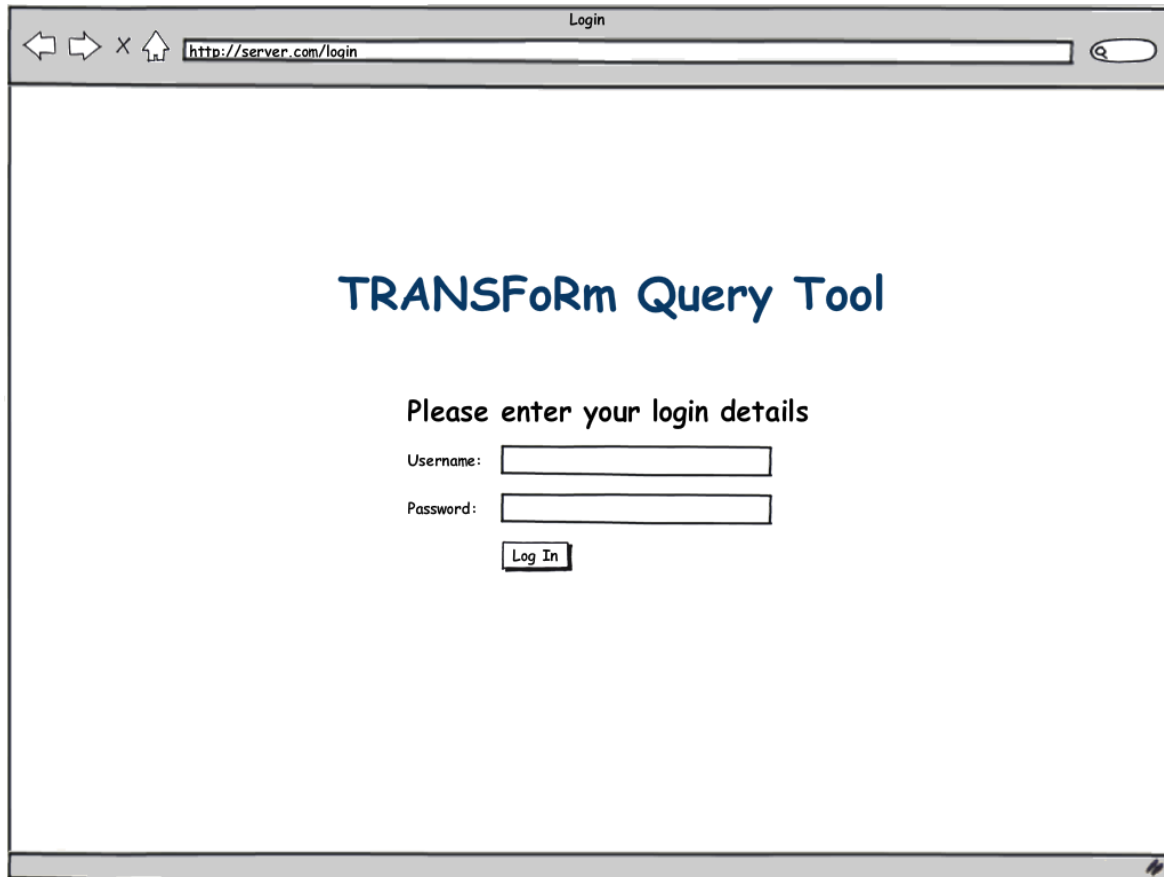 Login
http://server.com/login
TRANSFoRm Query Tool
Please enter your login details
Username:
Password:
Log In